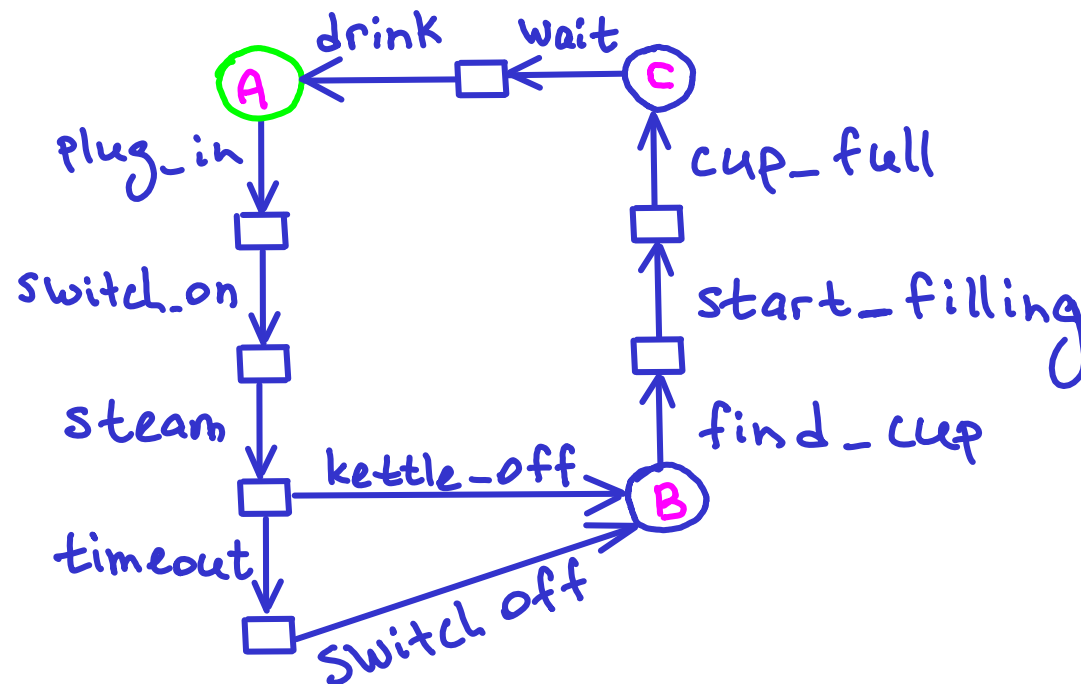 drink
wait
A
C
plug_in
cup_full
switch_on
start_filling
steam
find_cup
kettle_off
B
timeout
switch off